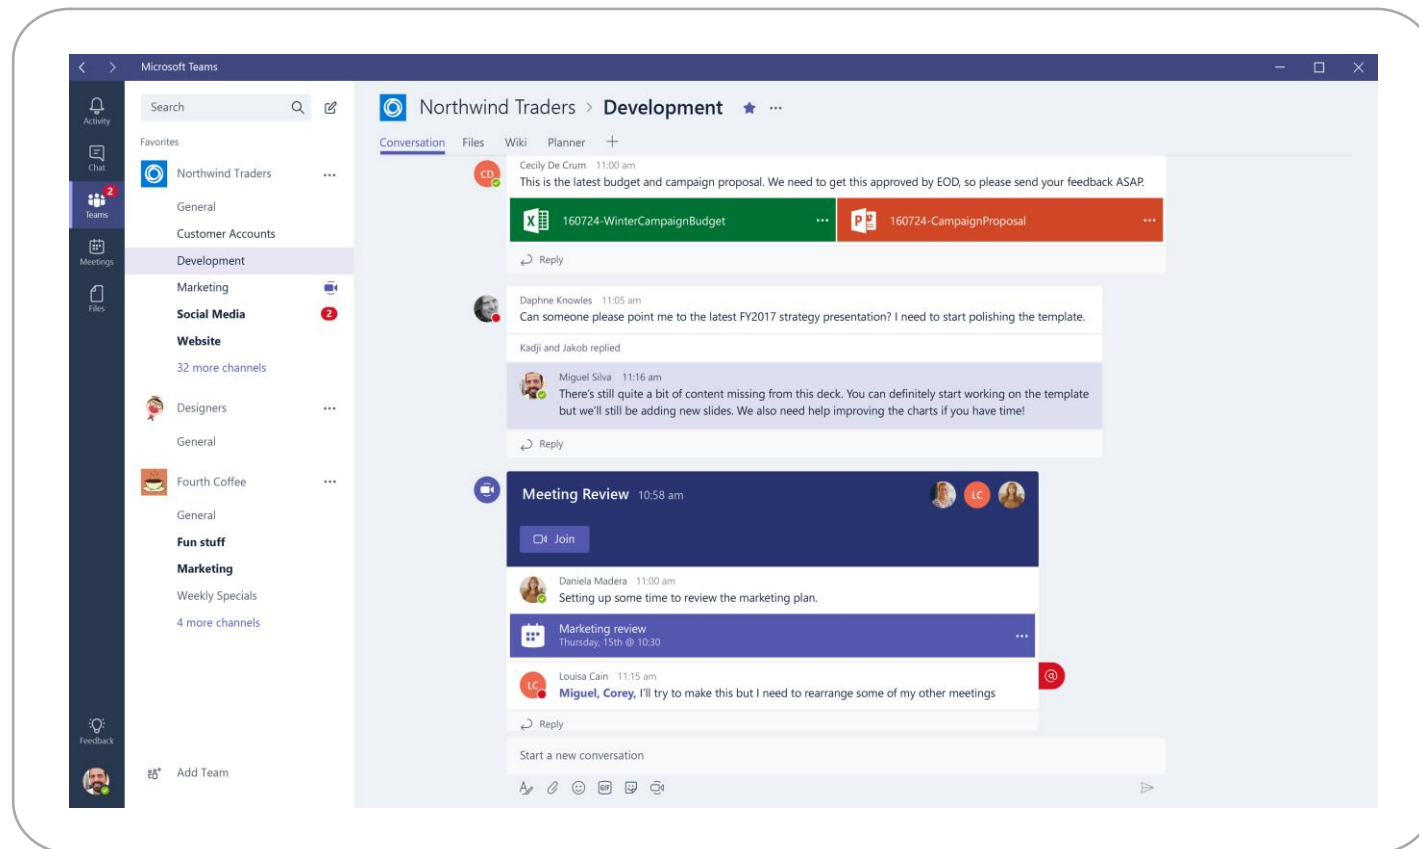 Microsoft Teams
Activity
Chat
2
Teams
Meetings
Files
Feedback
Search
Favorites
Northwind Traders
General
Customer Accounts
Development
Marketing
Social Media 2
Website
32 more channels
Designers
General
Fourth Coffee
General
Fun stuff
Marketing
Weekly Specials
4 more channels
Add Team
Northwind Traders > Development
Conversation Files Wiki Planner
CD
Cecily De Crum 11:00 am
This is the latest budget and campaign proposal. We need to get this approved by EOD, so please send your feedback ASAP.
160724-WinterCampaignBudget
160724-CampaignProposal
Reply
Daphne Knowles 11:05 am
Can someone please point me to the latest FY2017 strategy presentation? I need to start polishing the template.
Kadji and Jakob replied
Miguel Silva 11:16 am
There's still quite a bit of content missing from this deck. You can definitely start working on the template
but we'll still be adding new slides. We also need help improving the charts if you have time!
Reply
Meeting Review 10:58 am
LC
Join
Daniela Madera 11:00 am
Setting up some time to review the marketing plan.
Marketing review
Thursday, 15th @ 10:30
LC
Louisa Cain 11:15 am
Miguel, Corey, I'll try to make this but I need to rearrange some of my other meetings
@
Reply
Start a new conversation
GIF